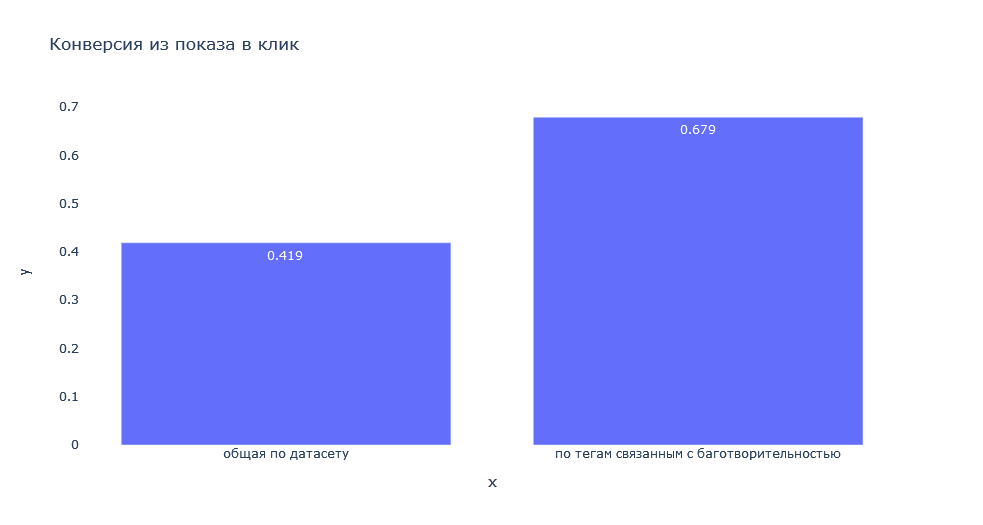 Конверсия из показа в клик
0.7
0.6
0.5
0.4
0.3
0.2
0.1
0
y
0.419
0.679
общая по датасету
по тегам связанным с баготворительностью
x